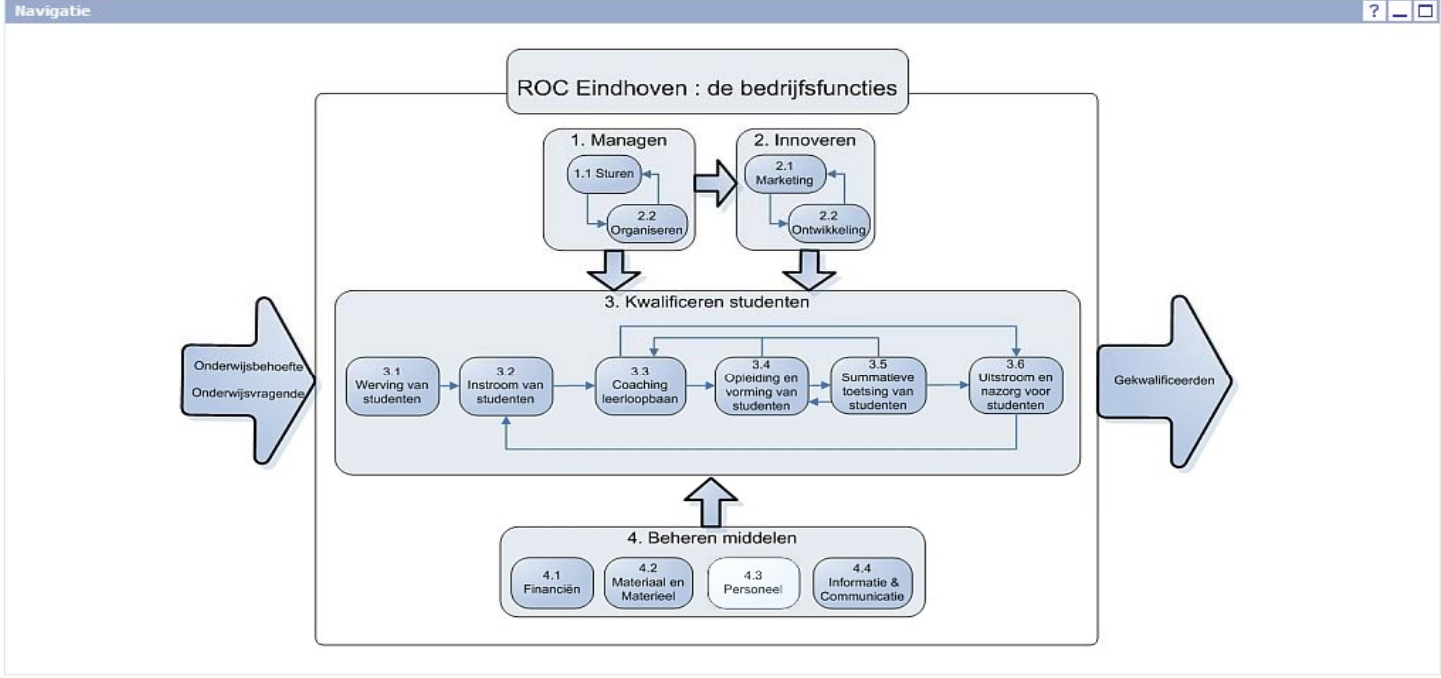 Navigatie
?
ROC Eindhoven : de bedrijfsfuncties
1. Managen
1.1 Sturen
2.2
Organiseren
2. Innoveren
2.1
Marketing
2.2
Ontwikkeling
Onderwijsbehoefte
Onderwijsvragende
3. Kwalificeren studenten
3.1
Werving van
studenten
3.2
Instroom van
studenten
3.3
Coaching
leerloopbaan
3.4
Opleiding en
vorming van
studenten
3.5
Summatieve
toetsing van
studenten
3.6
Uitstroom en
nazorg voor
studenten
Gekwalificeerden
4. Beheren middelen
4.1
Financiën
4.2
Materiaal en
Materieel
4.3
Personeel
4.4
Informatie &
Communicatie